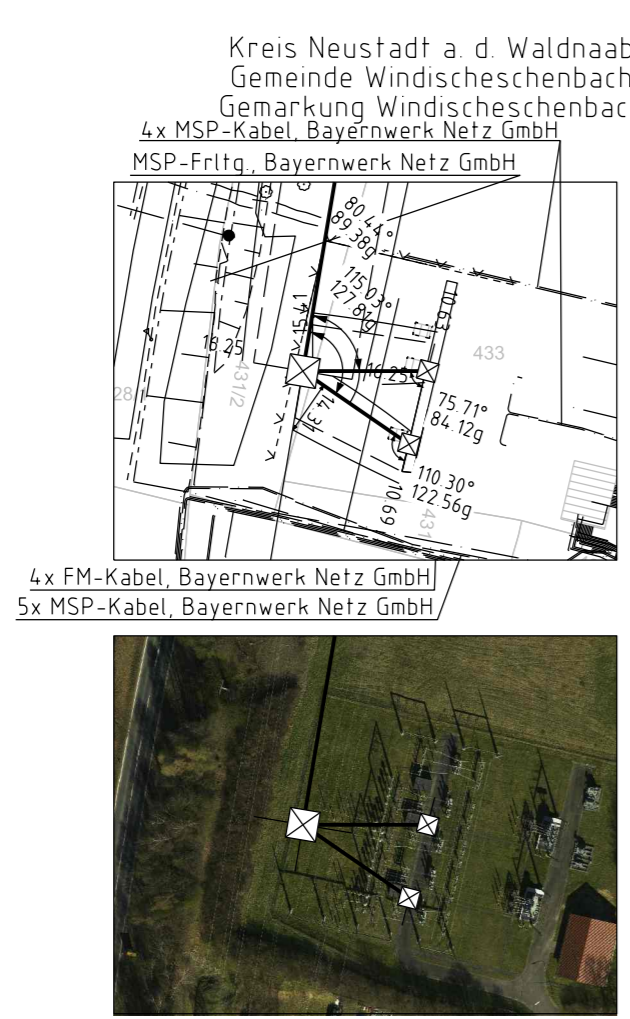 Kreis Neustadt a. d. Waldnaab
Gemeinde Windischeschenbach
Gemarkung Windischeschenbac
4x MSP-Kabel, Bayernwerk Netz GmbH
MSP-Frltg., Bayernwerk Netz GmbH
80.44°
89.38g
115.03°
127.81g
15.41
10.63
16.25
431/2
16.25
433
28
14.34
75.71°
84.12g
110.30°
122.56g
10.69
431
4x FM-Kabel, Bayernwerk Netz GmbH
5x MSP-Kabel, Bayernwerk Netz GmbH